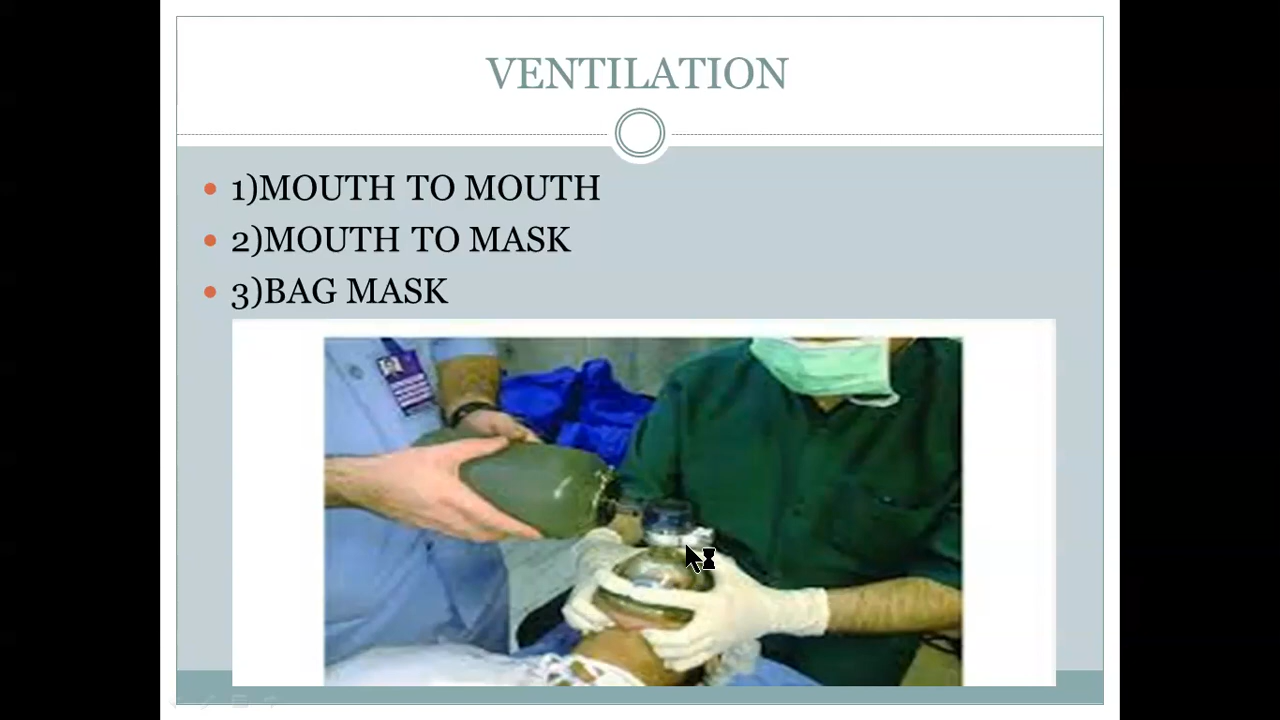 VENTILATION
1)MOUTH TO MOUTH
2)MOUTH TO MASK
3)BAG MASK